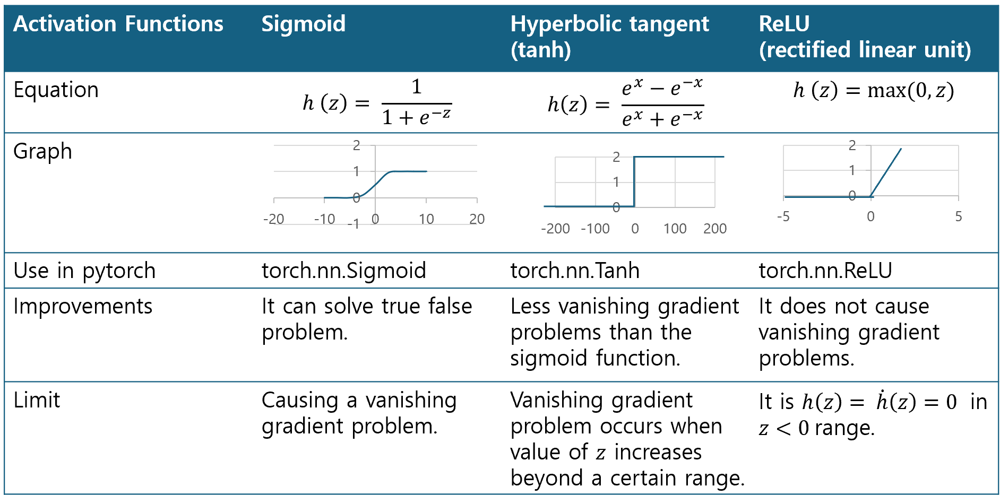 Activation Functions
Sigmoid
Hyperbolic tangent
(tanh)
ReLU
(rectified linear unit)
Equation
h (z) = 1 / (1 + e^{-z})
h(z) = (e^x − e^{-x}) / (e^x + e^{-x})
h (z) = max(0, z)
Graph
2
1
0
-1
-20 -10 0 10 20
2
1
0
-200 -100 0 100 200
2
1
0
-5 0 5
Use in pytorch
torch.nn.Sigmoid
torch.nn.Tanh
torch.nn.ReLU
Improvements
It can solve true false
problem.
Less vanishing gradient
problems than the
sigmoid function.
It does not cause
vanishing gradient
problems.
Limit
Causing a vanishing
gradient problem.
Vanishing gradient
problem occurs when
value of z increases
beyond a certain range.
It is h(z) = ḣ(z) = 0 in
z < 0 range.